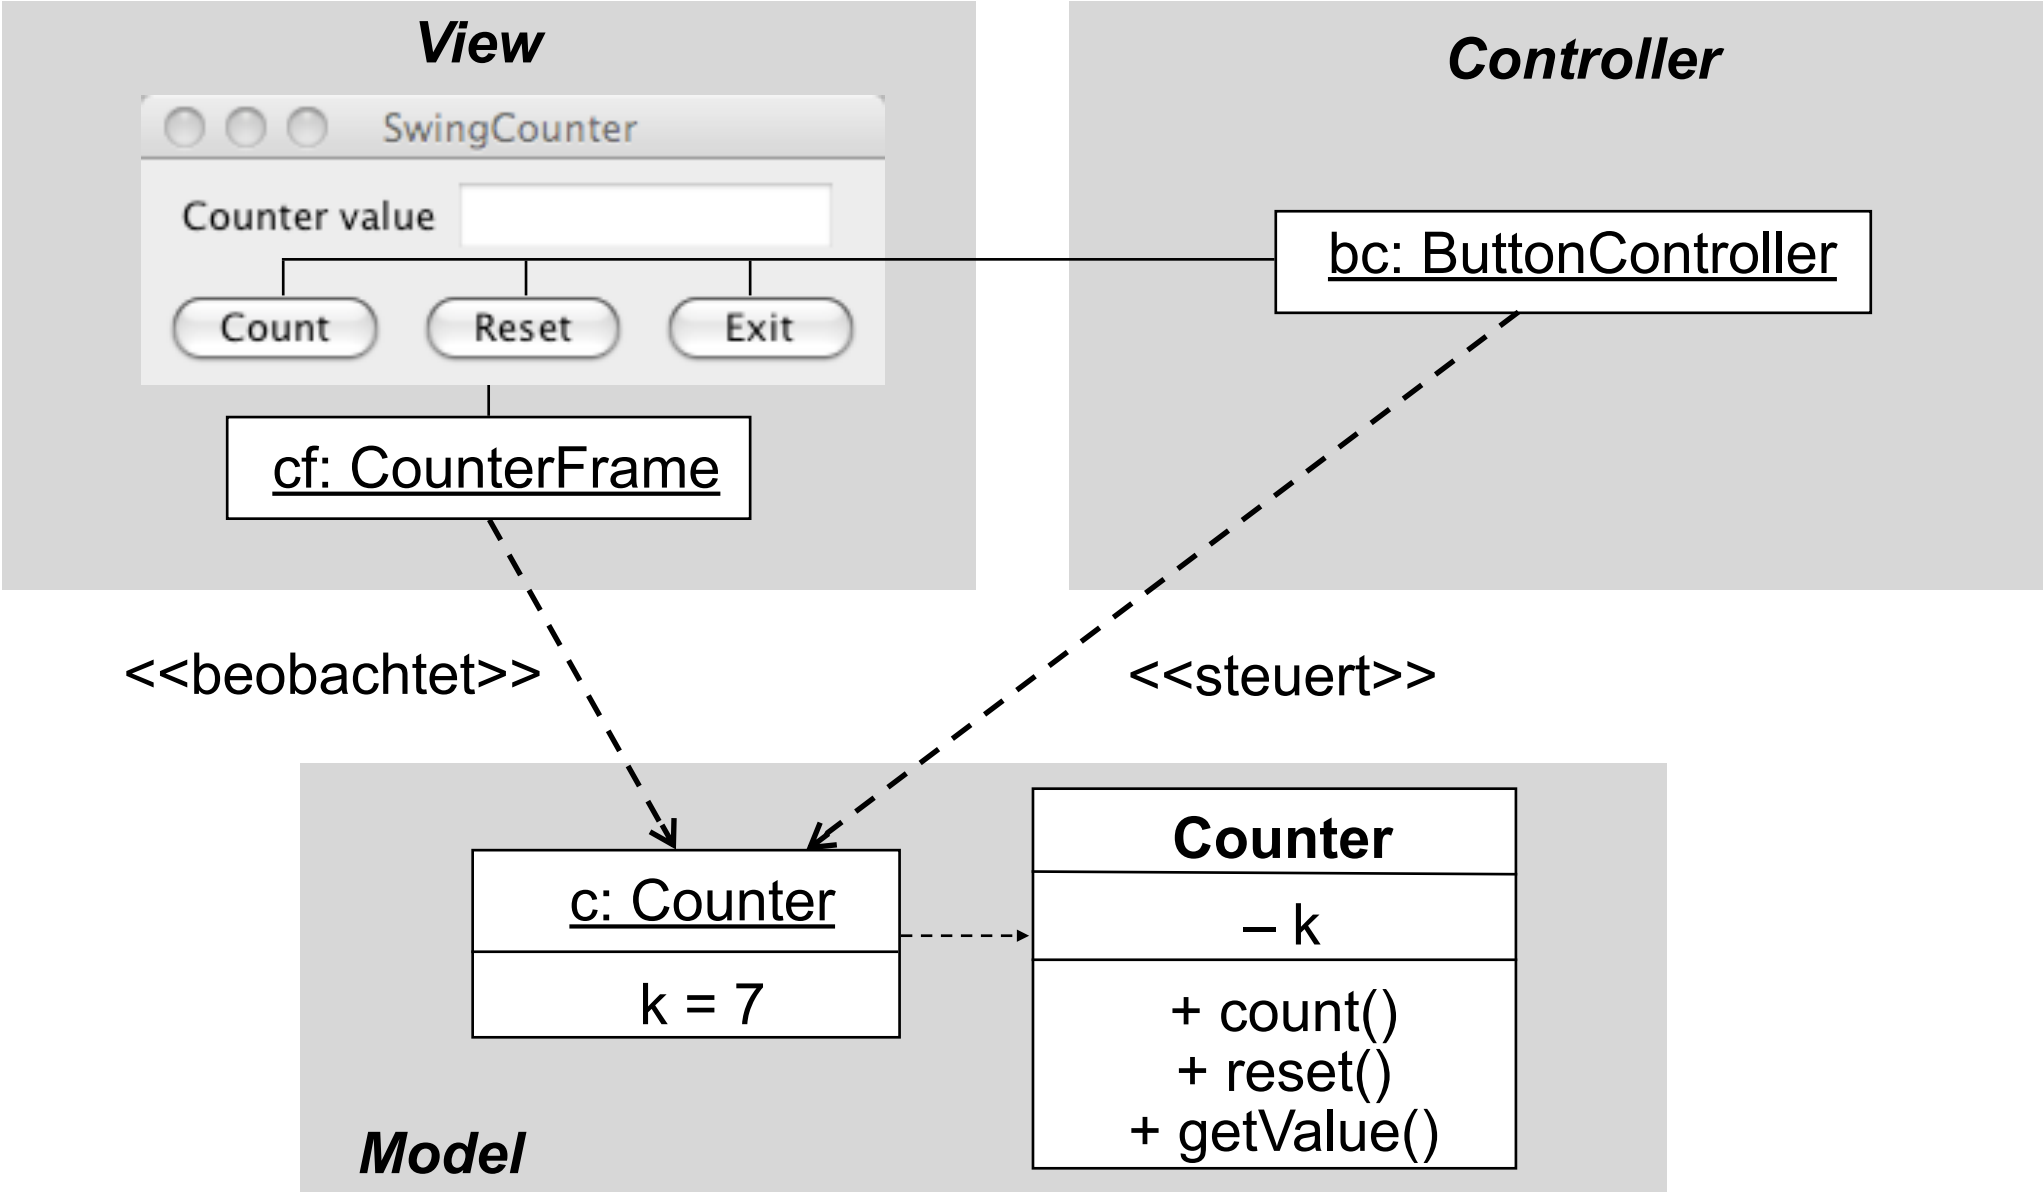 View
Controller
SwingCounter
Counter value
bc: ButtonController
Count
Reset
Exit
cf: CounterFrame
<<beobachtet>>
<<steuert>>
Counter
c: Counter
– k
k = 7
+ count()
+ reset()
+ getValue()
Model